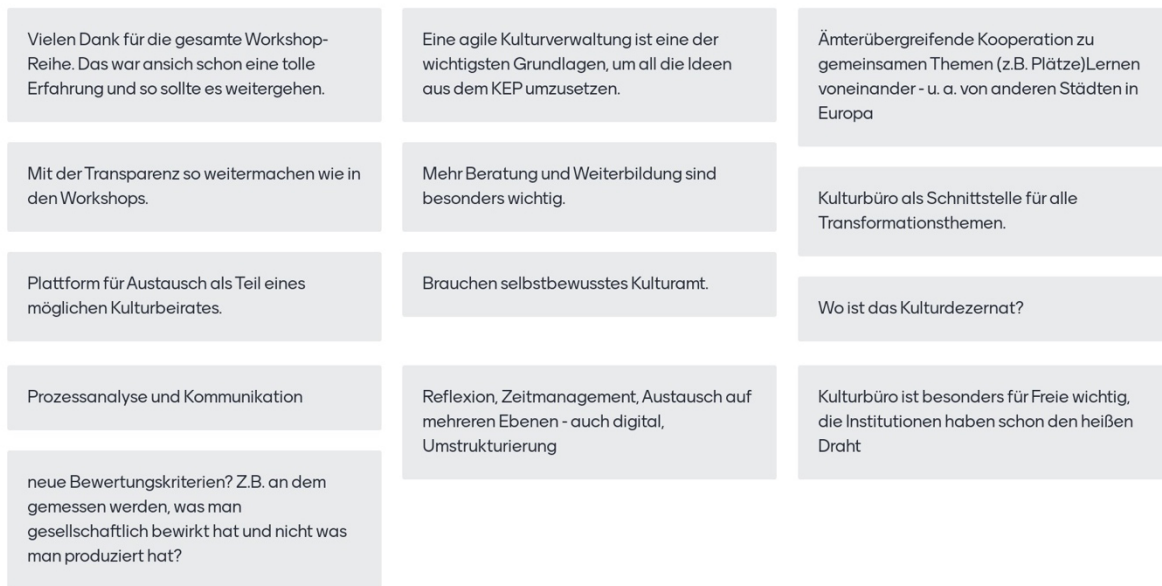 Vielen Dank für die gesamte Workshop-
Reihe. Das war ansich schon eine tolle
Erfahrung und so sollte es weitergehen.
Mit der Transparenz so weitermachen wie in
den Workshops.
Plattform für Austausch als Teil eines
möglichen Kulturbeirates.
Prozessanalyse und Kommunikation
neue Bewertungskriterien? Z.B. an dem
gemessen werden, was man
gesellschaftlich bewirkt hat und nicht was
man produziert hat?
Eine agile Kulturverwaltung ist eine der
wichtigsten Grundlagen, um all die Ideen
aus dem KEP umzusetzen.
Mehr Beratung und Weiterbildung sind
besonders wichtig.
Brauchen selbstbewusstes Kulturamt.
Reflexion, Zeitmanagement, Austausch auf
mehreren Ebenen - auch digital,
Umstrukturierung
Ämterübergreifende Kooperation zu
gemeinsamen Themen (z.B. Plätze)Lernen
voneinander - u. a. von anderen Städten in
Europa
Kulturbüro als Schnittstelle für alle
Transformationsthemen.
Wo ist das Kulturdezernat?
Kulturbüro ist besonders für Freie wichtig,
die Institutionen haben schon den heißen
Draht